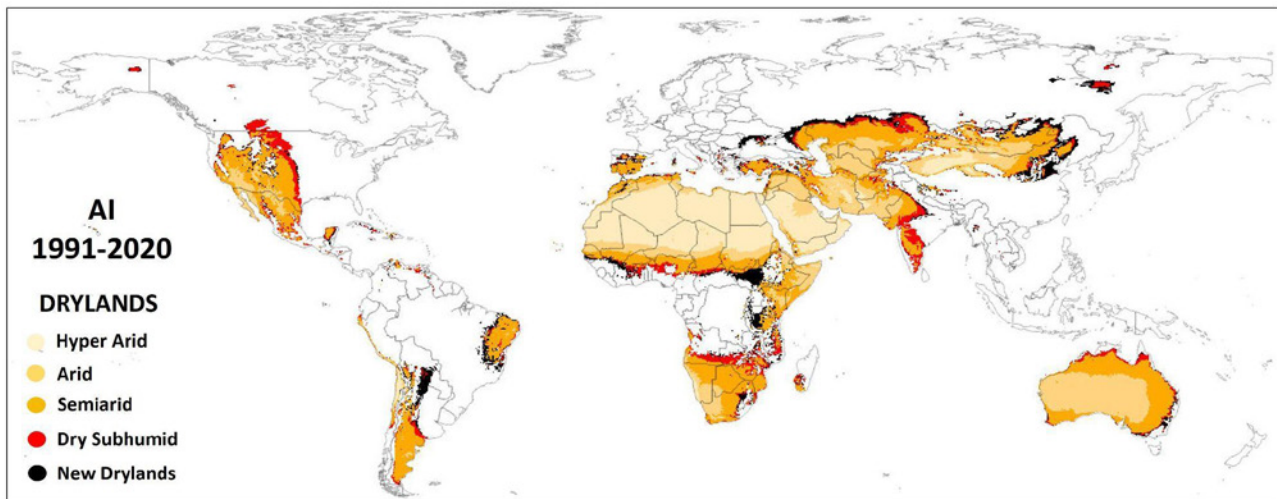 AI
1991-2020
DRYLANDS
Hyper Arid
Arid
Semiarid
Dry Subhumid
New Drylands